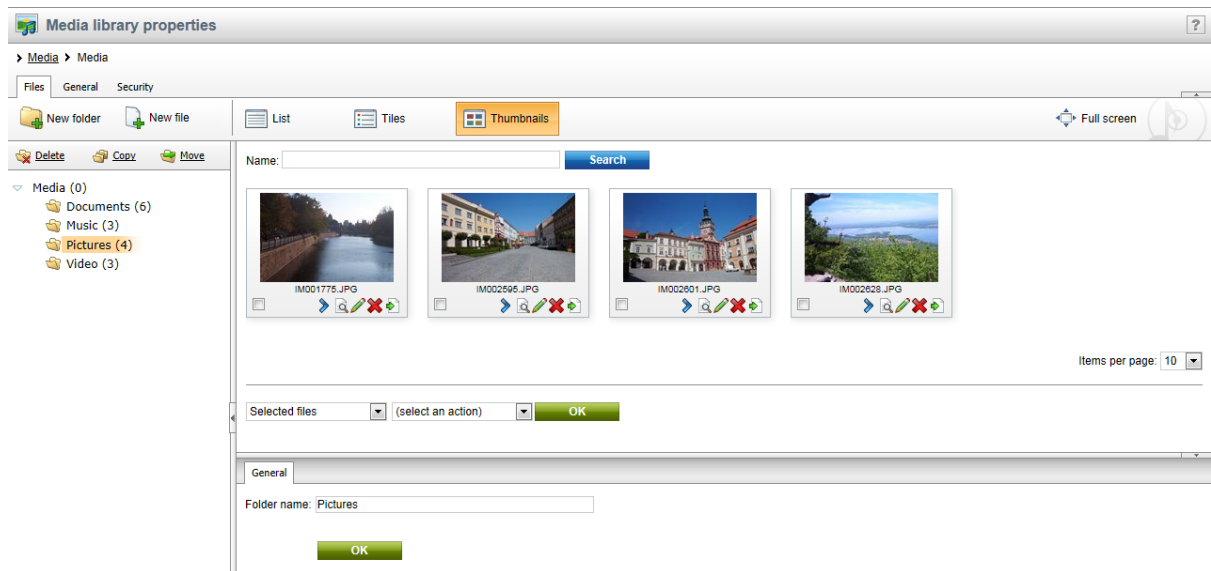 Media library properties
?
Media > Media
Files General Security
New folder New file List Tiles Thumbnails Full screen
Delete Copy Move
Name: Search
Media (0)
Documents (6)
Music (3)
Pictures (4)
Video (3)
IM001775.JPG IM002595.JPG IM002601.JPG IM002628.JPG
Items per page: 10
Selected files (select an action) OK
General
Folder name: Pictures
OK